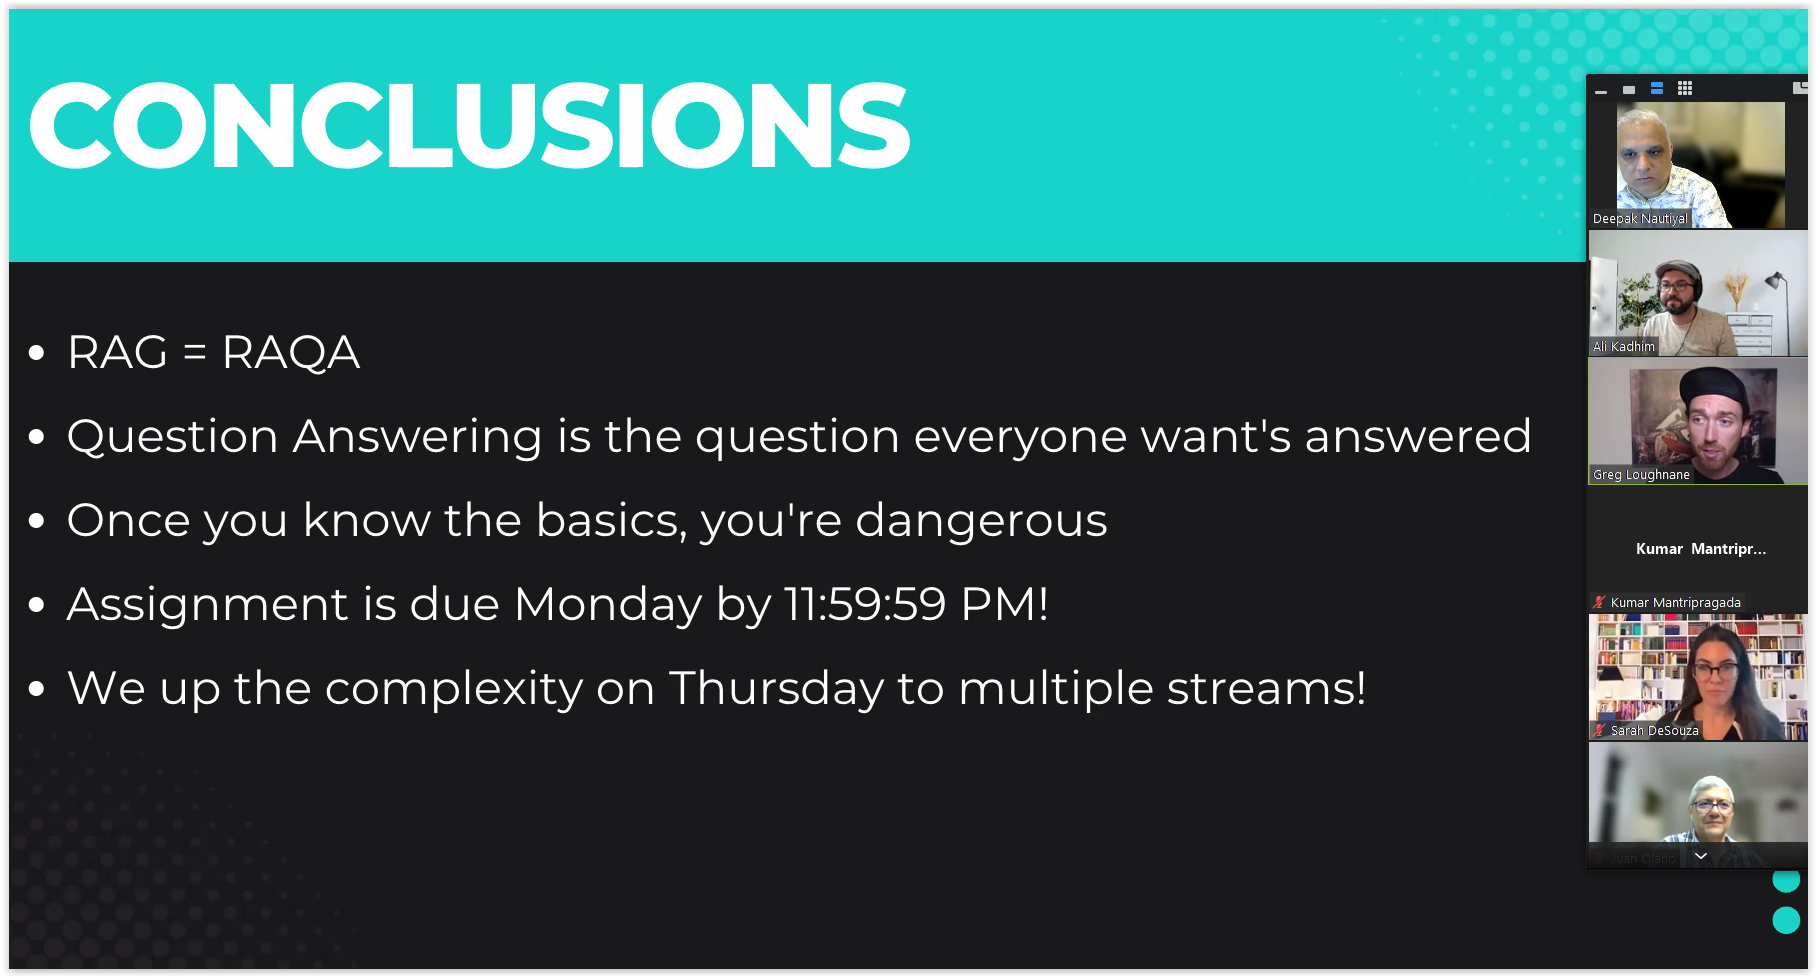 CONCLUSIONS
• RAG = RAQA
• Question Answering is the question everyone want's answered
• Once you know the basics, you're dangerous
• Assignment is due Monday by 11:59:59 PM!
• We up the complexity on Thursday to multiple streams!
Deepak Nautiyal
Ali Kadhim
Greg Loughnane
Kumar Mantripr...
Kumar Mantripragada
Sarah DeSouza
Juan Olano